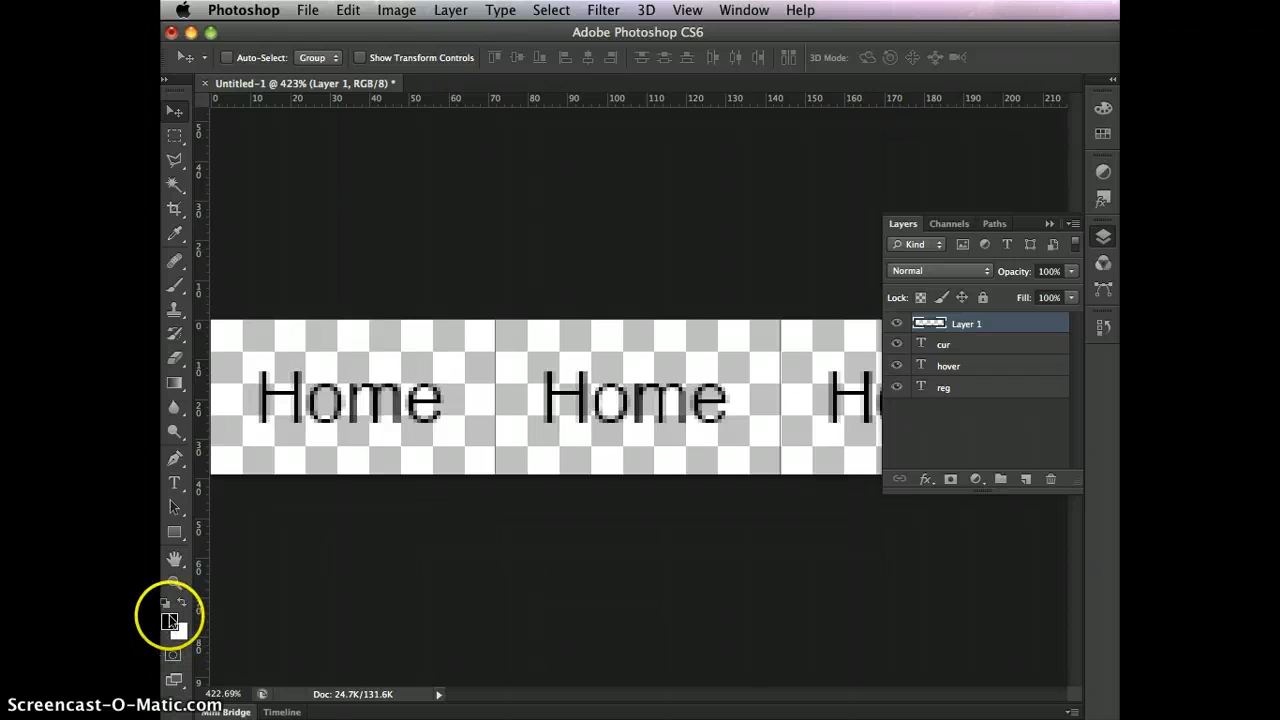 Photoshop File Edit Image Layer Type Select Filter 3D View Window Help
Adobe Photoshop CS6
Auto-Select: Group Show Transform Controls 3D Mode:
Untitled-1 @ 423% (Layer 1, RGB/8) *
0 10 20 30 40 50 60 70 80 90 100 110 120 130 140 150 160 170 180 190 200 210
Layers Channels Paths
Kind
Normal Opacity: 100%
Lock: Fill: 100%
Layer 1
cur
hover
reg
Home Home Ho
422.69% Doc: 24.7K/131.6K
Mini Bridge Timeline
Screencast-O-Matic.com